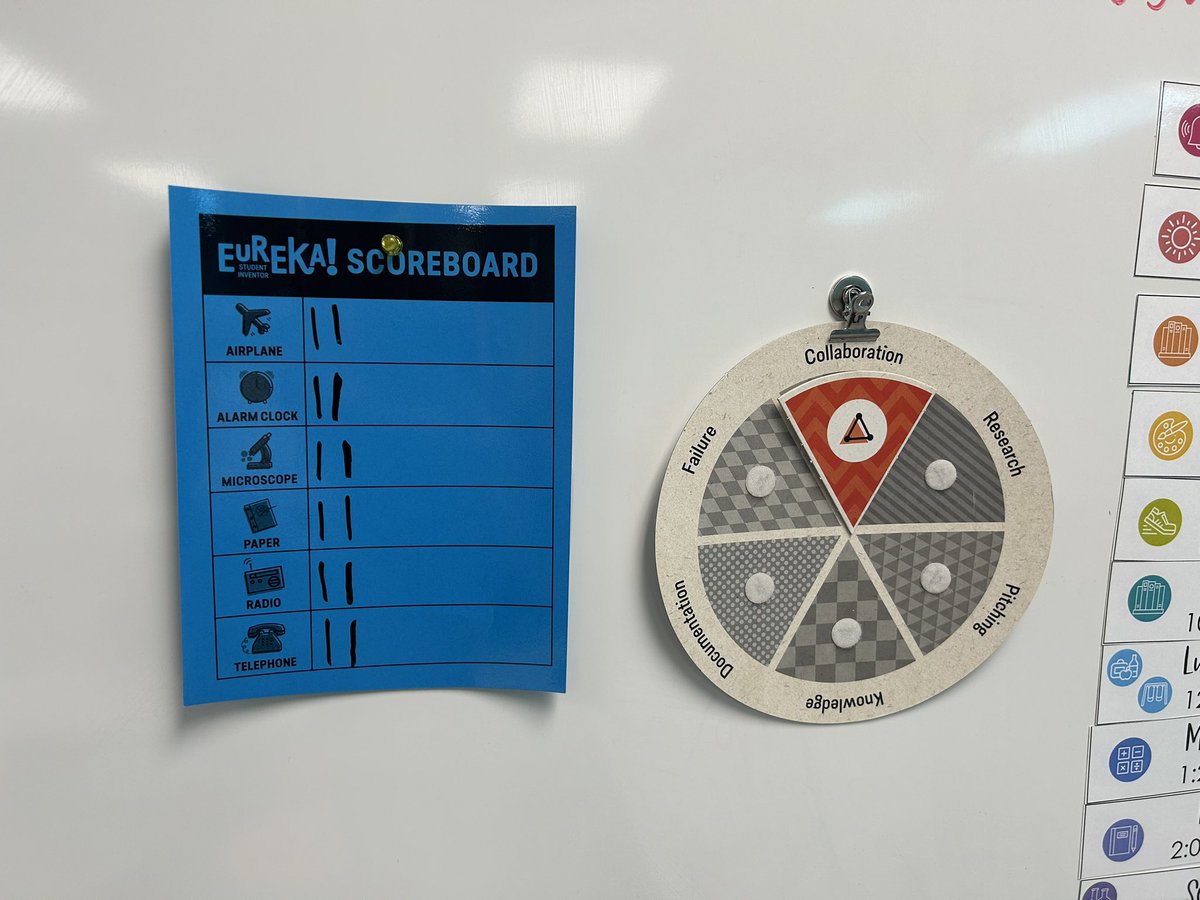 EUREKA! SCOREBOARD
STUDENT
INVENTOR
AIRPLANE
ALARM CLOCK
MICROSCOPE
PAPER
RADIO
TELEPHONE
Collaboration
Research
Pitching
Knowledge
Documentation
Failure